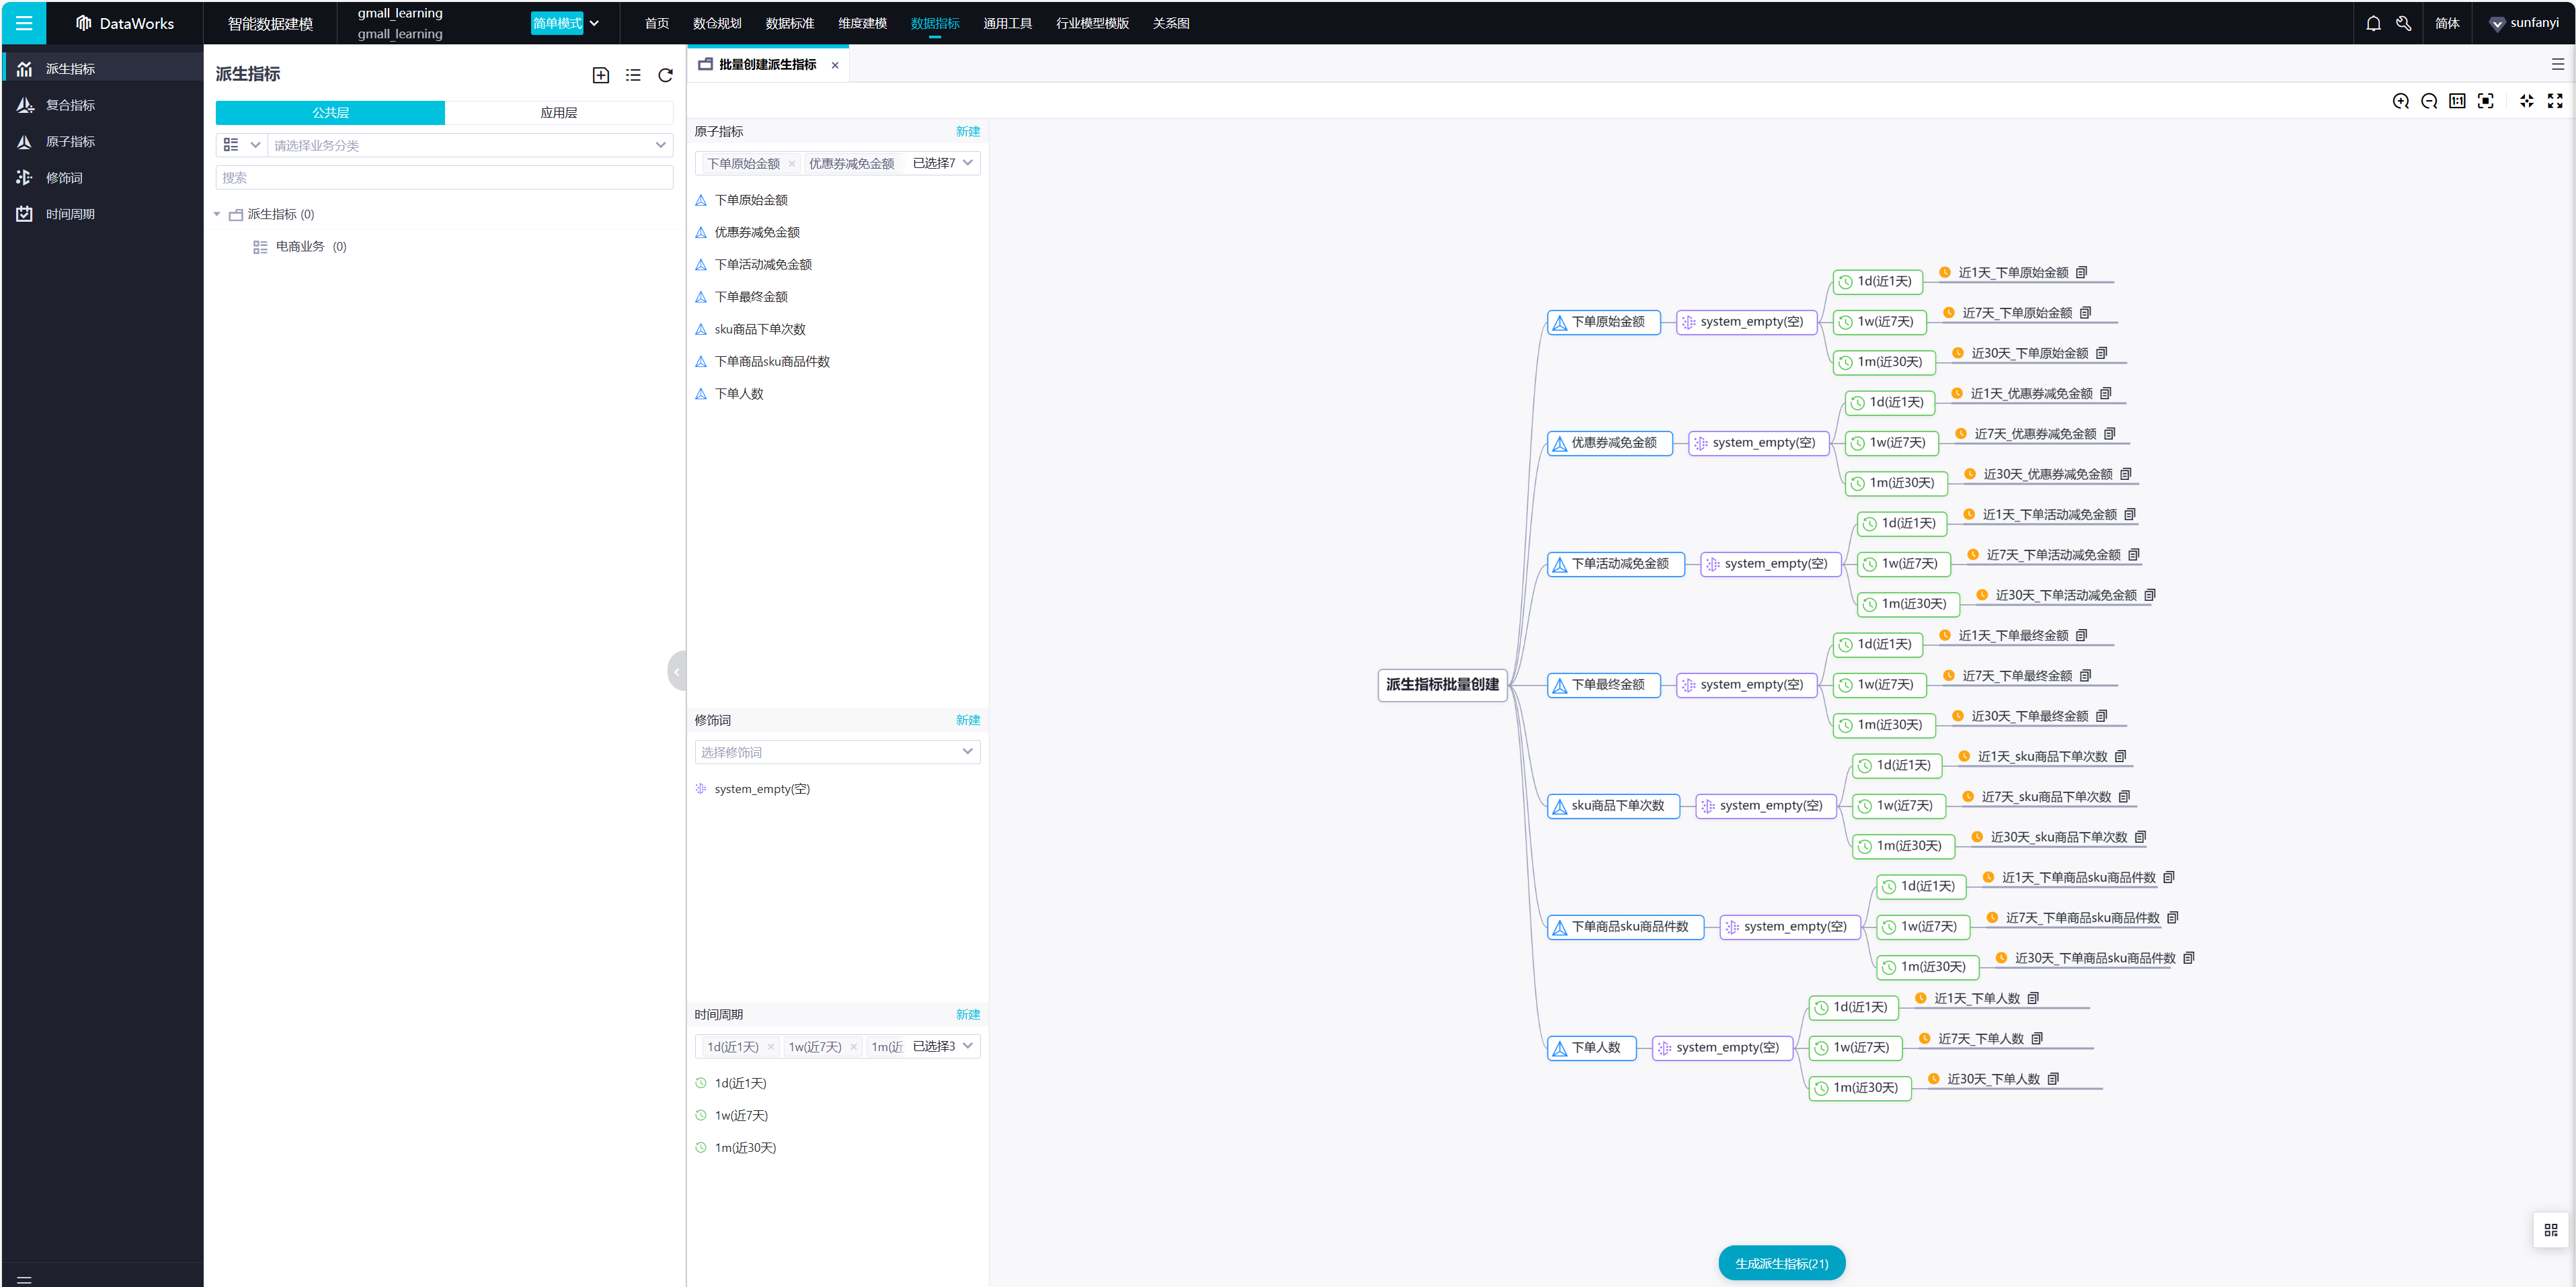 DataWorks
智能数据建模
gmall_learning
gmall_learning
简单模式
首页
数仓规划
数据标准
维度建模
数据指标
通用工具
行业模型模版
关系图
简体
sunfanyi
派生指标
复合指标
原子指标
修饰词
时间周期
派生指标
公共层
应用层
请选择业务分类
搜索
派生指标 (0)
电商业务 (0)
批量创建派生指标
原子指标
新建
下单原始金额
优惠券减免金额
已选择7
下单原始金额
优惠券减免金额
下单活动减免金额
下单最终金额
sku商品下单次数
下单商品sku商品件数
下单人数
修饰词
新建
选择修饰词
system_empty(空)
时间周期
新建
1d(近1天)
1w(近7天)
1m(近
已选择3
1d(近1天)
1w(近7天)
1m(近30天)
1:1
派生指标批量创建
下单原始金额
system_empty(空)
1d(近1天)
近1天_下单原始金额
1w(近7天)
近7天_下单原始金额
1m(近30天)
近30天_下单原始金额
优惠券减免金额
system_empty(空)
1d(近1天)
近1天_优惠券减免金额
1w(近7天)
近7天_优惠券减免金额
1m(近30天)
近30天_优惠券减免金额
下单活动减免金额
system_empty(空)
1d(近1天)
近1天_下单活动减免金额
1w(近7天)
近7天_下单活动减免金额
1m(近30天)
近30天_下单活动减免金额
下单最终金额
system_empty(空)
1d(近1天)
近1天_下单最终金额
1w(近7天)
近7天_下单最终金额
1m(近30天)
近30天_下单最终金额
sku商品下单次数
system_empty(空)
1d(近1天)
近1天_sku商品下单次数
1w(近7天)
近7天_sku商品下单次数
1m(近30天)
近30天_sku商品下单次数
下单商品sku商品件数
system_empty(空)
1d(近1天)
近1天_下单商品sku商品件数
1w(近7天)
近7天_下单商品sku商品件数
1m(近30天)
近30天_下单商品sku商品件数
下单人数
system_empty(空)
1d(近1天)
近1天_下单人数
1w(近7天)
近7天_下单人数
1m(近30天)
近30天_下单人数
生成派生指标(21)